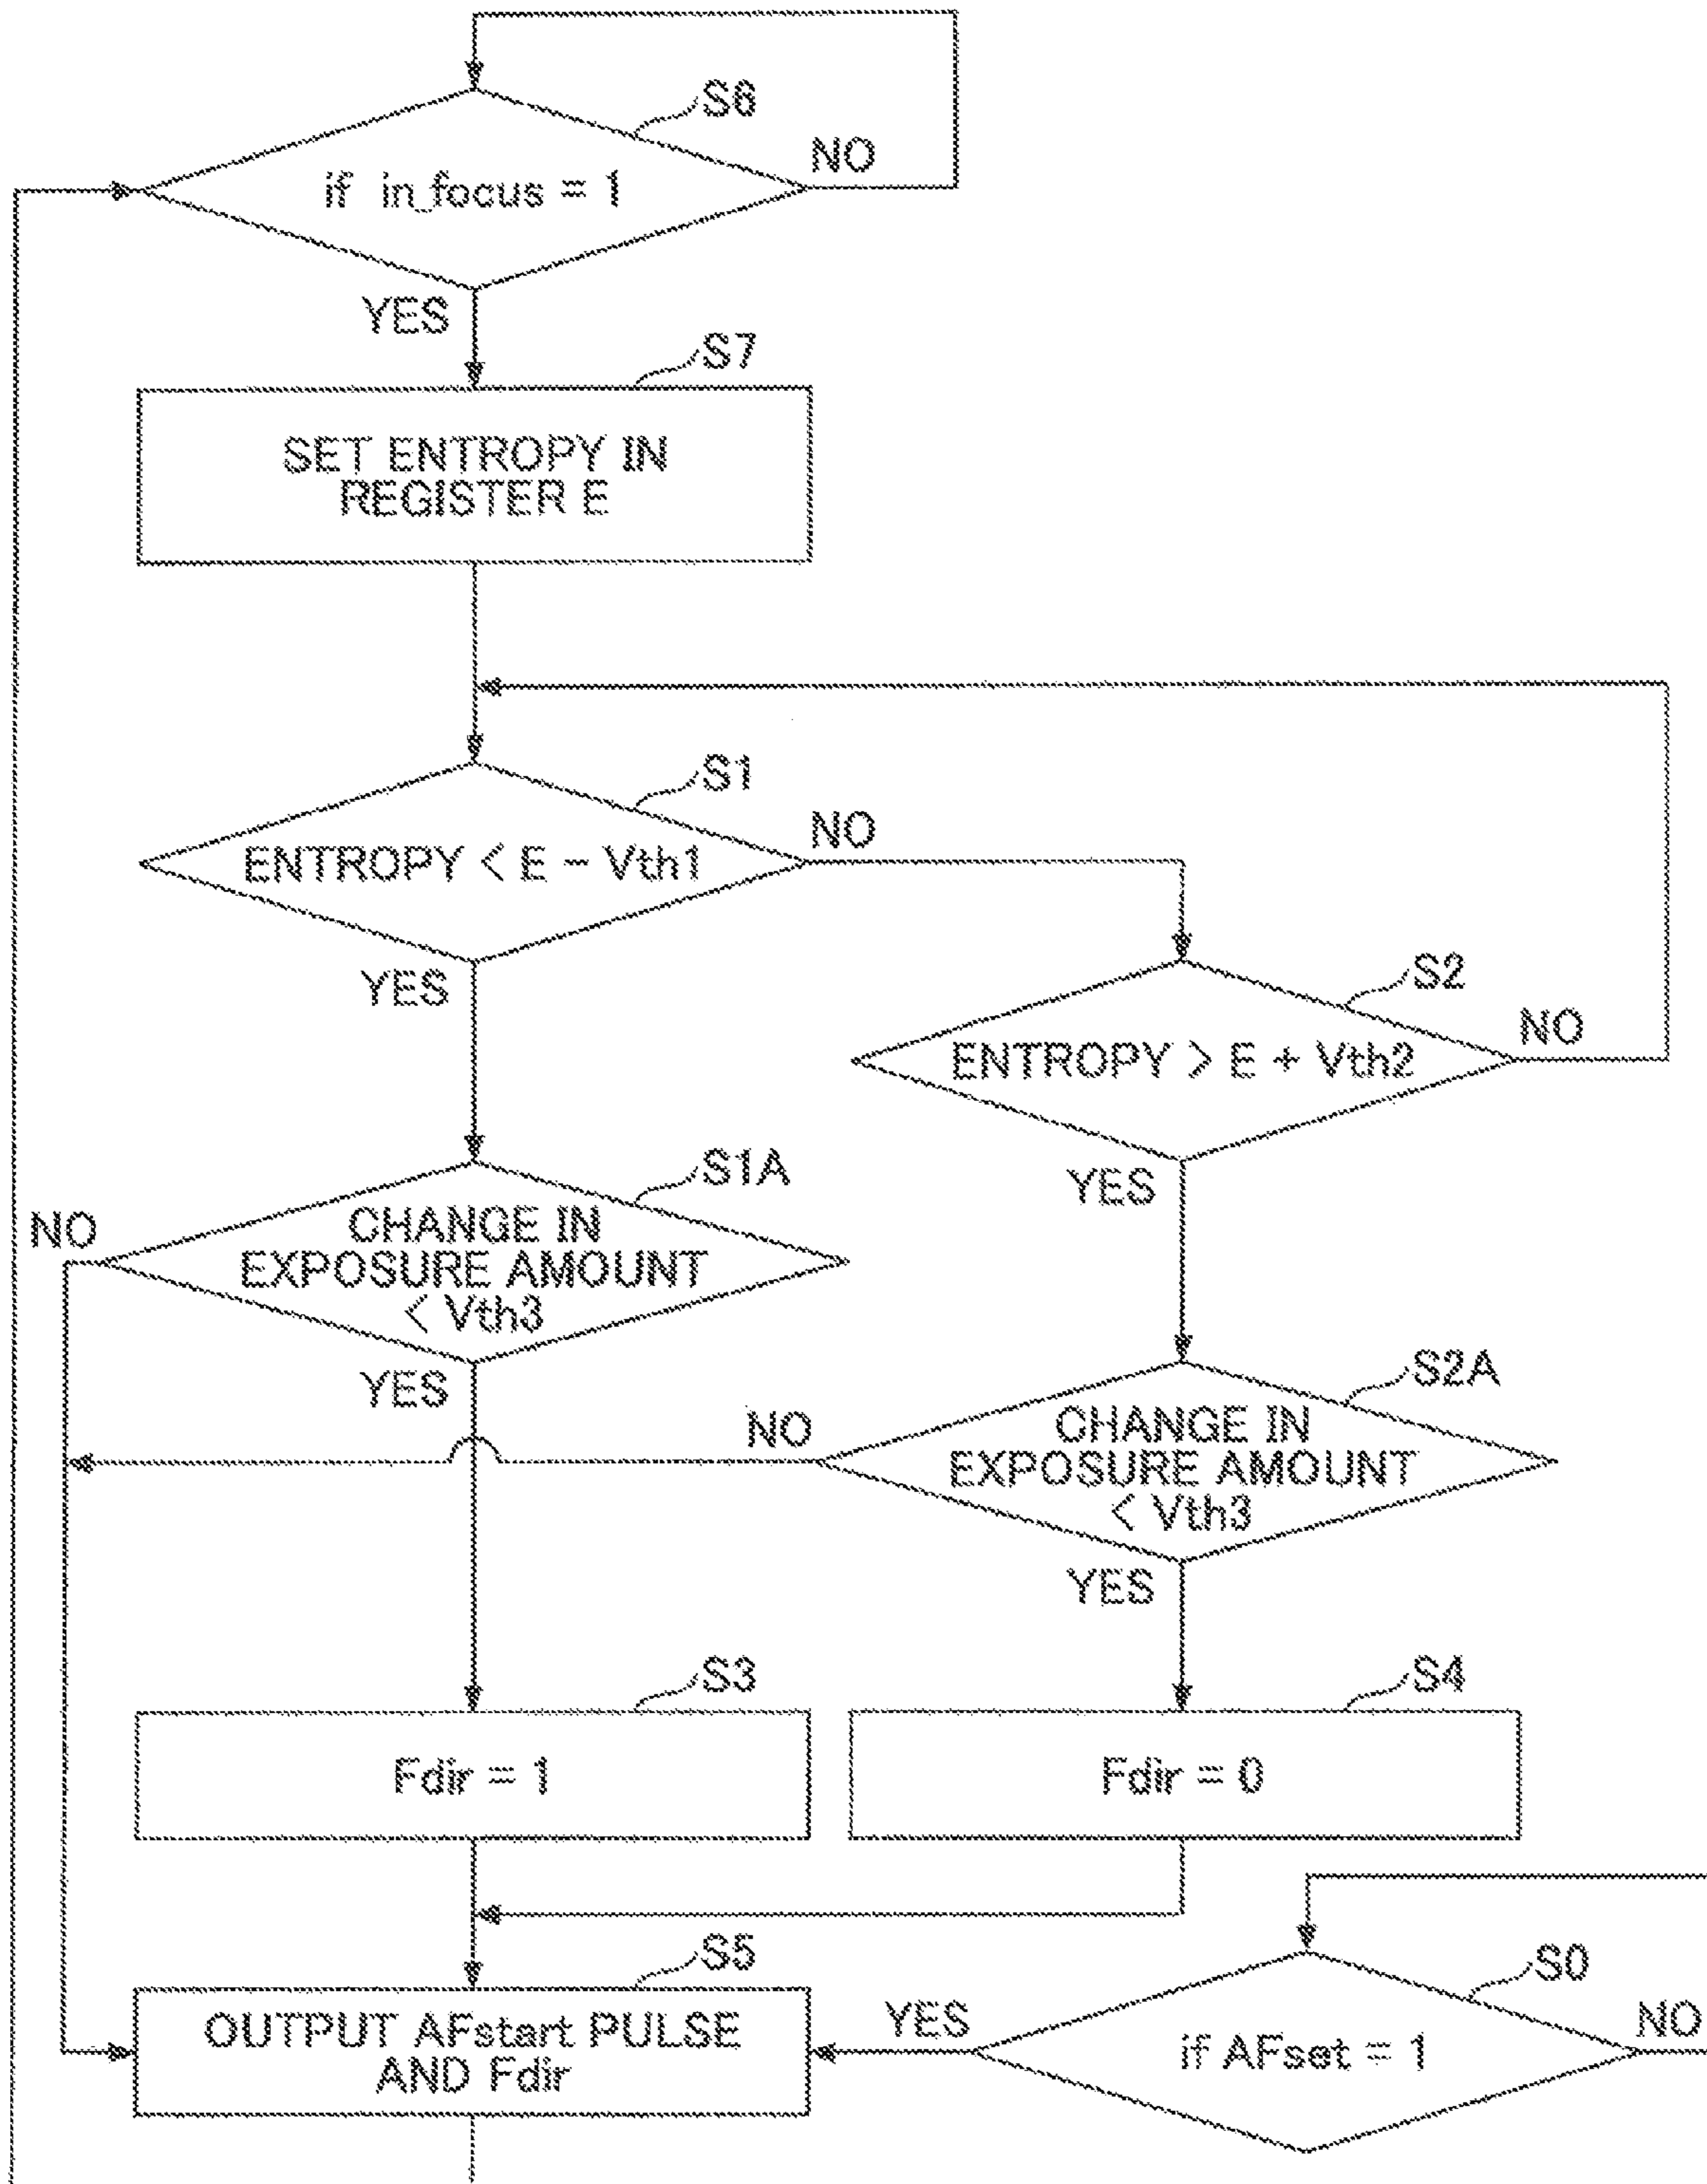 S6
if in_focus = 1
NO
YES
S7
SET ENTROPY IN
REGISTER E
S1
ENTROPY < E - Vth1
NO
YES
S2
ENTROPY > E + Vth2
NO
YES
S1A
CHANGE IN
EXPOSURE AMOUNT
< Vth3
NO
YES
S2A
CHANGE IN
EXPOSURE AMOUNT
< Vth3
NO
YES
S3
Fdir = 1
S4
Fdir = 0
S5
OUTPUT AFstart PULSE
AND Fdir
S0
if AFset = 1
YES
NO